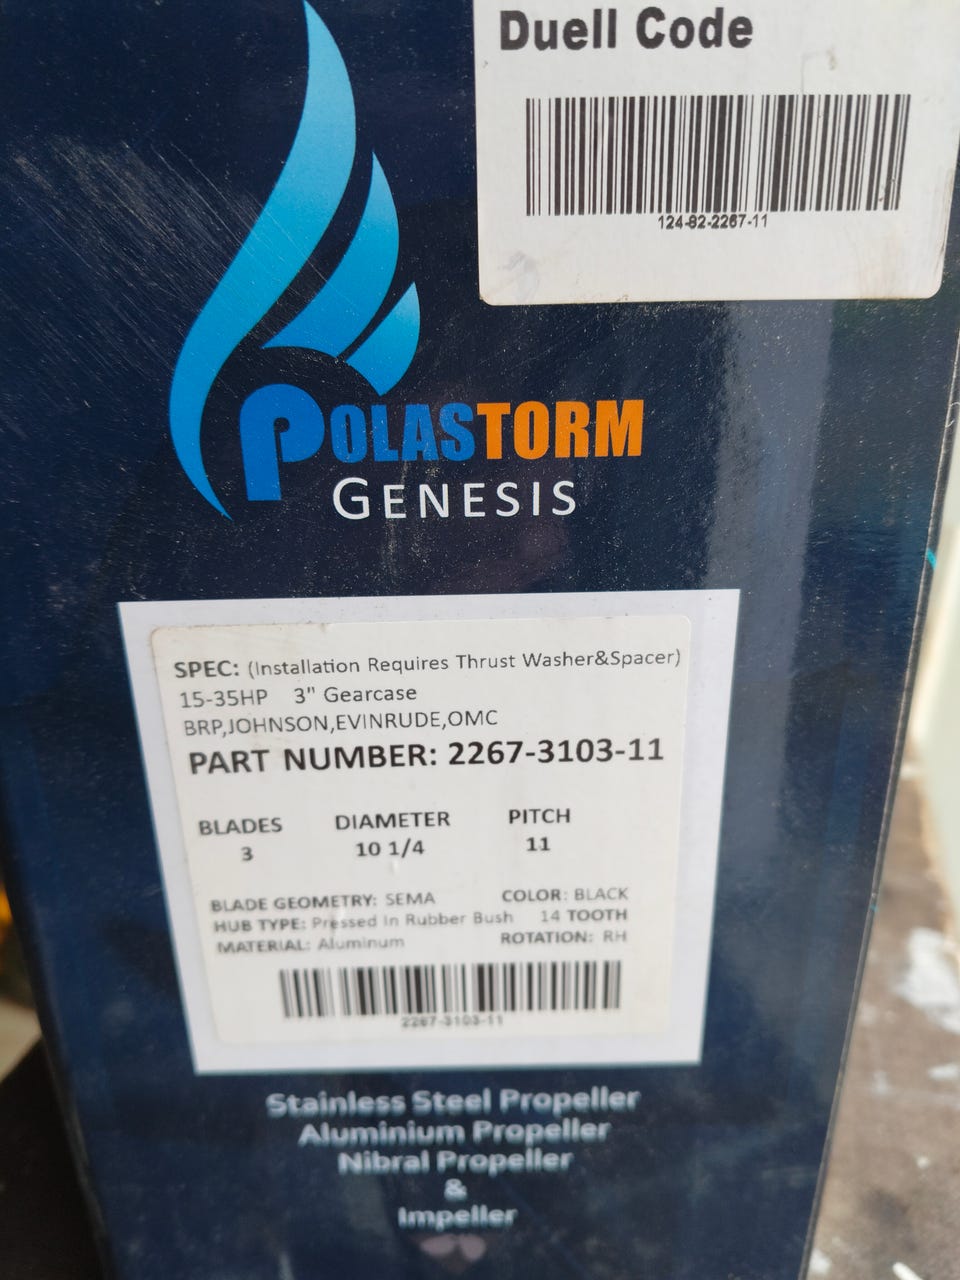 Duell Code
124-82-2267-11
POLASTORM
GENESIS
SPEC: (Installation Requires Thrust Washer&Spacer)
15-35HP 3" Gearcase
BRP,JOHNSON,EVINRUDE,OMC
PART NUMBER: 2267-3103-11
BLADES DIAMETER PITCH
3 10 1/4 11
BLADE GEOMETRY: SEMA COLOR: BLACK
HUB TYPE: Pressed In Rubber Bush 14 TOOTH
MATERIAL: Aluminum ROTATION: RH
2267-3103-11
Stainless Steel Propeller
Aluminium Propeller
Nibral Propeller
&
Impeller